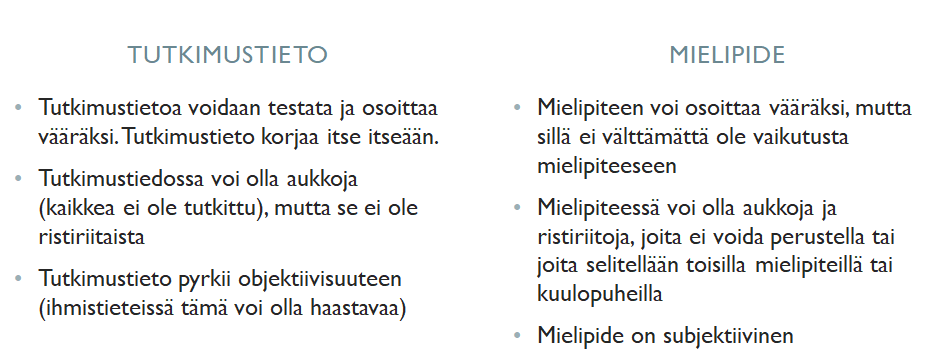 TUTKIMUSTIETO
• Tutkimustietoa voidaan testata ja osoittaa
vääräksi. Tutkimustieto korjaa itse itseään.
• Tutkimustiedossa voi olla aukkoja
(kaikkea ei ole tutkittu), mutta se ei ole
ristiriitaista
• Tutkimustieto pyrkii objektiivisuuteen
(ihmistieteissä tämä voi olla haastavaa)
MIELIPIDE
• Mielipiteen voi osoittaa vääräksi, mutta
sillä ei välttämättä ole vaikutusta
mielipiteeseen
• Mielipiteessä voi olla aukkoja ja
ristiriitoja, joita ei voida perustella tai
joita selitellään toisilla mielipiteillä tai
kuulopuheilla
• Mielipide on subjektiivinen